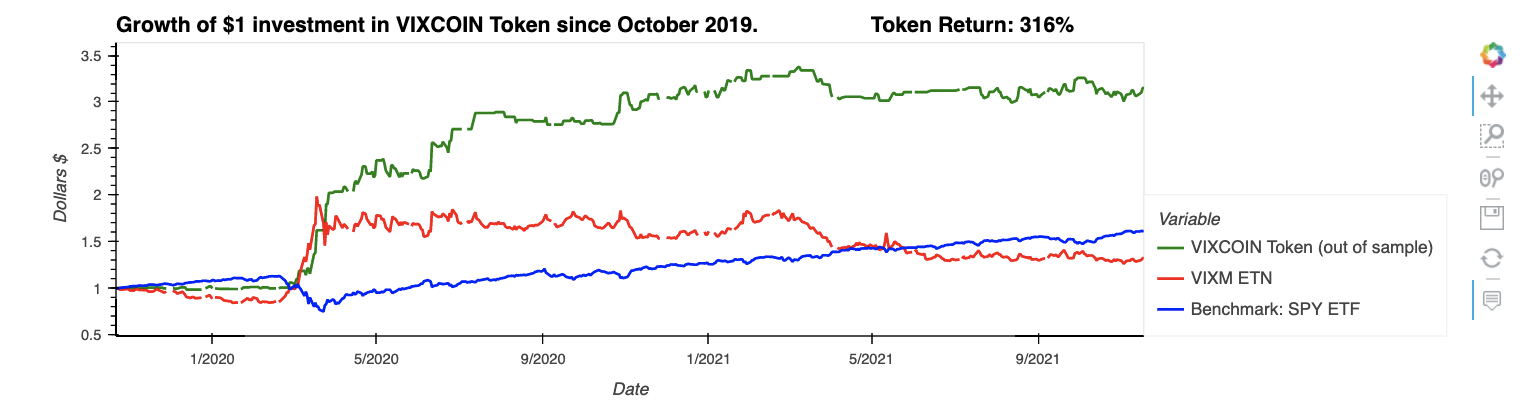 Growth of $1 investment in VIXCOIN Token since October 2019. Token Return: 316%
3.5
3
2.5
2
1.5
1
0.5
Dollars $
1/2020 5/2020 9/2020 1/2021 5/2021 9/2021
Date
Variable
VIXCOIN Token (out of sample)
VIXM ETN
Benchmark: SPY ETF